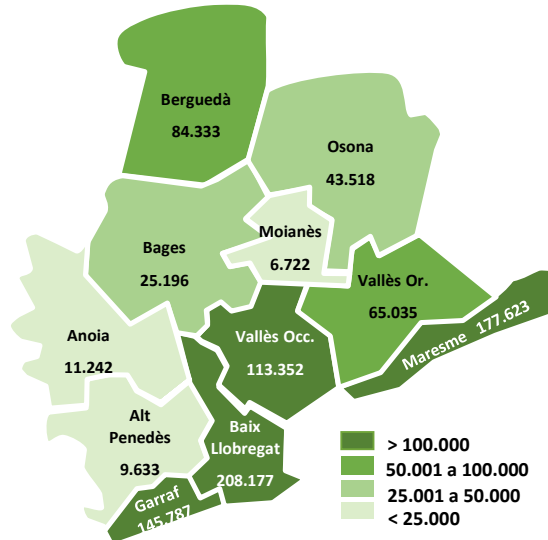 Berguedà
84.333
Osona
43.518
Moianès
6.722
Bages
25.196
Vallès Or.
65.035
Maresme 177.623
Anoia
11.242
Vallès Occ.
113.352
Alt
Penedès
9.633
Baix
Llobregat
208.177
Garraf
145.787
> 100.000
50.001 a 100.000
25.001 a 50.000
< 25.000